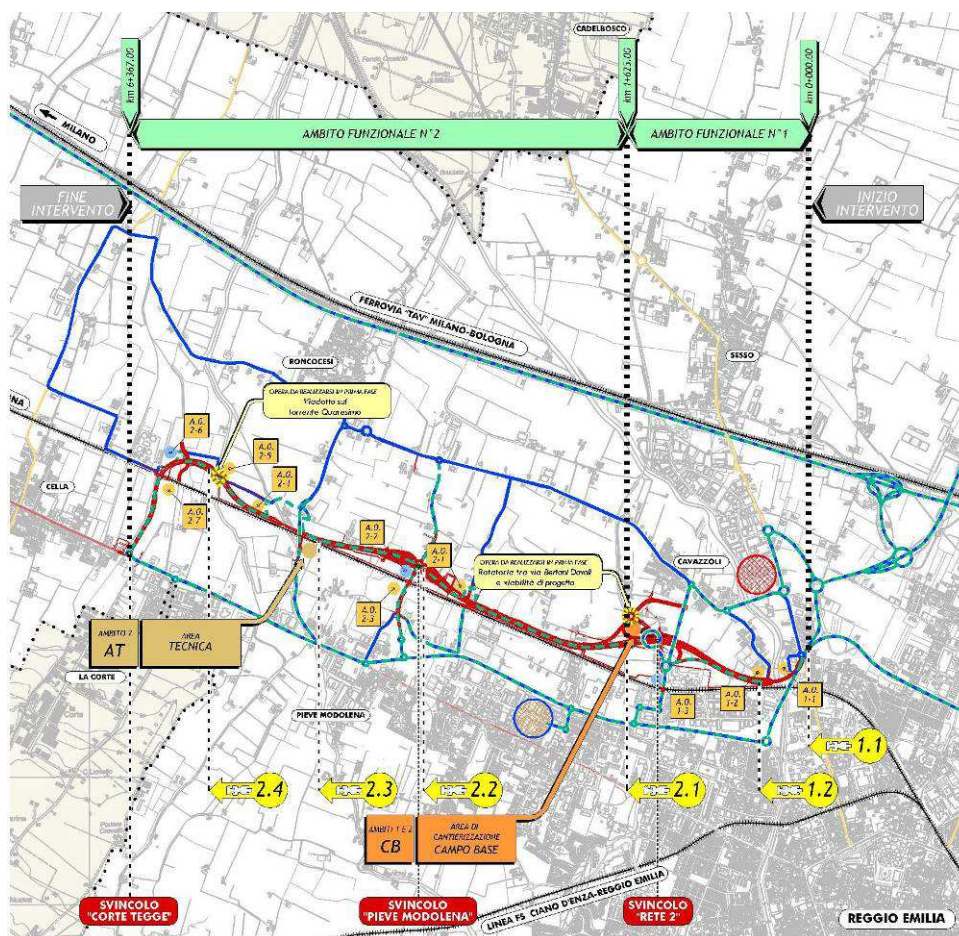 CADELBOSCO
km 6+367.00
km 1+625.00
km 0+000.00
MILANO
AMBITO FUNZIONALE N°2
AMBITO FUNZIONALE N°1
FINE
INTERVENTO
INIZIO
INTERVENTO
FERROVIA "TAV" MILANO-BOLOGNA
SESSO
RONCOCESI
OPERA DA REALIZZARSI IN PRIMA FASE
Viadotto sul
torrente Quaresimo
A.O.
2-6
A.O.
2-5
A.O.
CELLA
A.O.
2-7
A.O.
2-2
A.O.
2-1
OPERA DA REALIZZARSI IN PRIMA FASE
Rotatoria tra via Bertani Davoli
e viabilità di progetto
CAVAZZOLI
A.O.
2-3
AMBITO 2
AT
AREA
TECNICA
LA CORTE
A.O.
1-3
A.O.
1-2
A.O.
1-1
PIEVE MODOLENA
1.1
2.4
2.3
2.2
2.1
1.2
AMBITI 1 E 2
CB
AREA DI
CANTIERIZZAZIONE
CAMPO BASE
LINEA FS CIANO D'ENZA-REGGIO EMILIA
SVINCOLO
"CORTE TEGGE"
SVINCOLO
"PIEVE MODOLENA"
SVINCOLO
"RETE 2"
REGGIO EMILIA